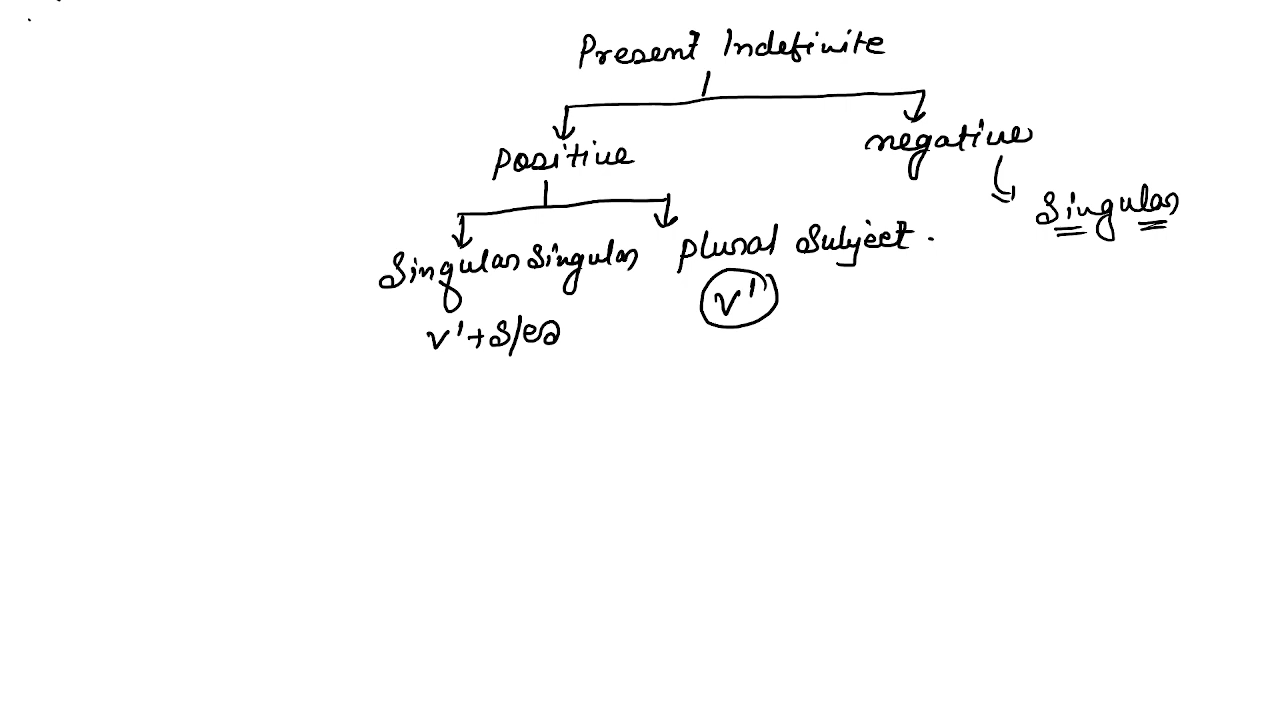 Present Indefinite
Positive
negative
Singular
Singular Singular
Plural Subject.
V'+S/es
V'